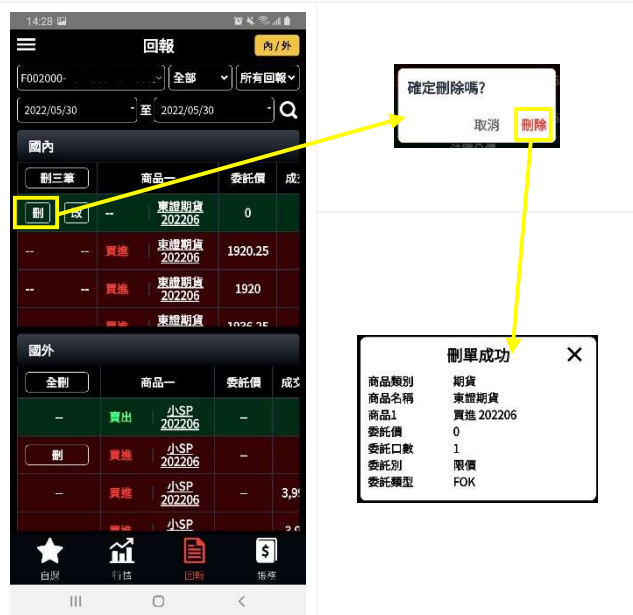 14:28
回報
內/外
F002000-
全部
所有回報
2022/05/30
至
2022/05/30
國內
刪三筆
商品一
委託價
成
刪
改
--
東證期貨
202206
0
--
--
買進
東證期貨
202206
1920.25
--
--
買進
東證期貨
202206
1920
買進
東證期貨
1936.25
國外
全刪
商品一
委託價
成交
--
賣出
小SP
202206
--
刪
買進
小SP
202206
--
--
買進
小SP
202206
--
3,9
買進
小SP
自選
行情
回報
帳務
確定刪除嗎?
取消
刪除
刪單成功
商品類別 期貨
商品名稱 東證期貨
商品1 買進 202206
委託價 0
委託口數 1
委託別 限價
委託類型 FOK